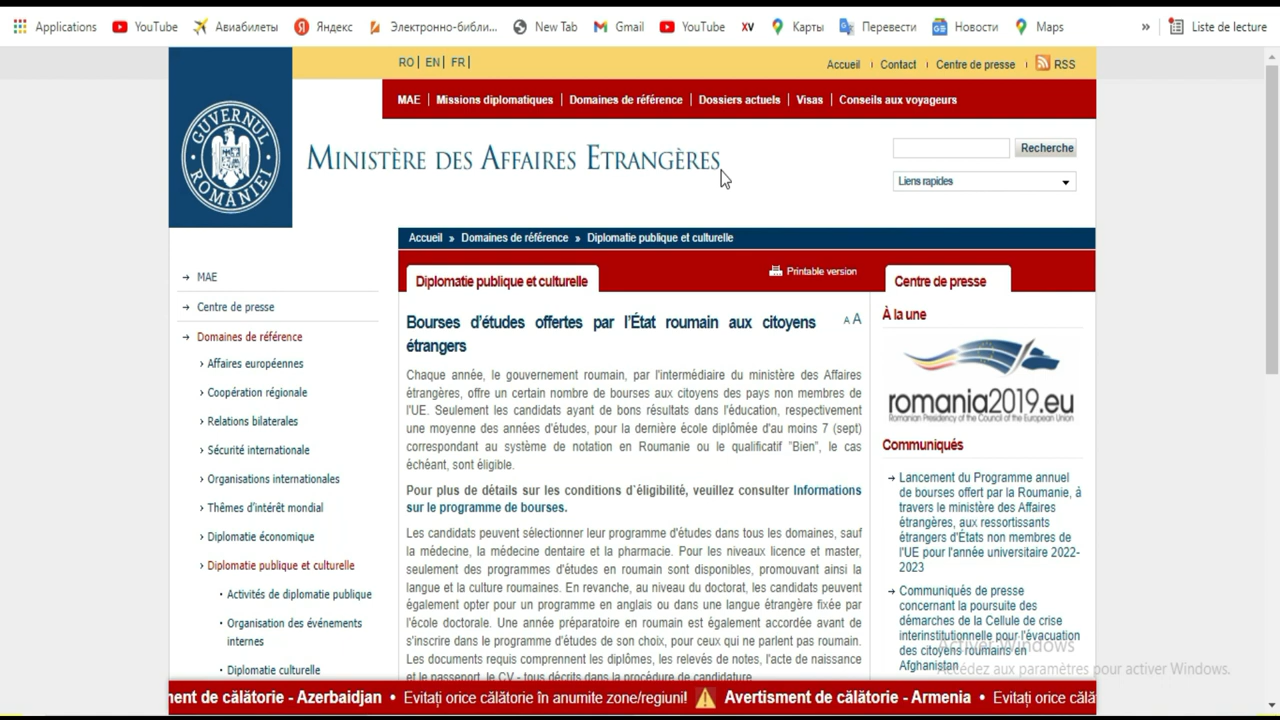 Applications YouTube Авиабилеты Яндекс Электронно-библи... New Tab Gmail YouTube XV Карты Перевести Новости Maps » Liste de lecture
RO | EN | FR |
Accueil Contact Centre de presse RSS
MAE | Missions diplomatiques | Domaines de référence | Dossiers actuels | Visas | Conseils aux voyageurs
GUVERNUL ROMÂNIEI
MINISTÈRE DES AFFAIRES ETRANGÈRES
Recherche
Liens rapides
Accueil » Domaines de référence » Diplomatie publique et culturelle
MAE
Centre de presse
Domaines de référence
Affaires européennes
Coopération régionale
Relations bilaterales
Sécurité internationale
Organisations internationales
Thêmes d'intérêt mondial
Diplomatie économique
Diplomatie publique et culturelle
Activités de diplomatie publique
Organisation des événements
internes
Diplomatie culturelle
Diplomatie publique et culturelle
Printable version
Bourses d'études offertes par l'État roumain aux citoyens
étrangers
A A
Chaque année, le gouvernement roumain, par l'intermédiaire du ministère des Affaires
étrangères, offre un certain nombre de bourses aux citoyens des pays non membres de
l'UE. Seulement les candidats ayant de bons résultats dans l'éducation, respectivement
une moyenne des années d'études, pour la dernière école diplômée d'au moins 7 (sept)
correspondant au système de notation en Roumanie ou le qualificatif "Bien", le cas
échéant, sont éligible.
Pour plus de détails sur les conditions d`éligibilité, veuillez consulter Informations
sur le programme de bourses.
Les candidats peuvent sélectionner leur programme d'études dans tous les domaines, sauf
la médecine, la médecine dentaire et la pharmacie. Pour les niveaux licence et master,
seulement des programmes d'études en roumain sont disponibles, promouvant ainsi la
langue et la culture roumaines. En revanche, au niveau du doctorat, les candidats peuvent
également opter pour un programme en anglais ou dans une langue étrangère fixée par
l'école doctorale. Une année préparatoire en roumain est également accordée avant de
s'inscrire dans le programme d'études de son choix, pour ceux qui ne parlent pas roumain.
Les documents requis comprennent les diplômes, les relevés de notes, l'acte de naissance
et le passeport, le CV - tous décrits dans la procédure de candidature.
Centre de presse
À la une
romania2019.eu
Romanian Presidency of the Council of the European Union
Communiqués
Lancement du Programme annuel
de bourses offert par la Roumanie, à
travers le ministère des Affaires
étrangères, aux ressortissants
étrangers d'États non membres de
l'UE pour l'année universitaire 2022-
2023
Communiqués de presse
concernant la poursuite des
démarches de la Cellule de crise
interinstitutionnelle pour l'évacuation
des citoyens roumains en
Afghanistan
Activer Windows
Accédez aux paramètres pour activer Windows.
ment de călătorie - Azerbaidjan • Evitați orice călătorie în anumite zone/regiuni! Avertisment de călătorie - Armenia • Evitați orice călă